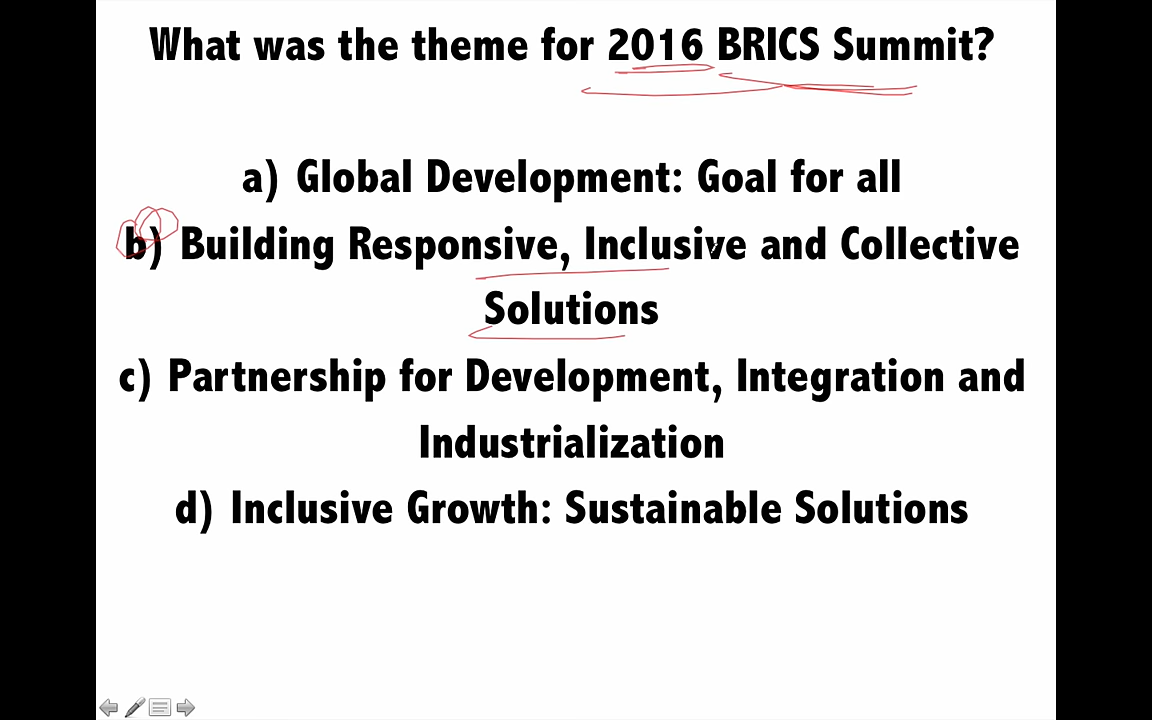 What was the theme for 2016 BRICS Summit?
a) Global Development: Goal for all
b) Building Responsive, Inclusive and Collective
Solutions
c) Partnership for Development, Integration and
Industrialization
d) Inclusive Growth: Sustainable Solutions